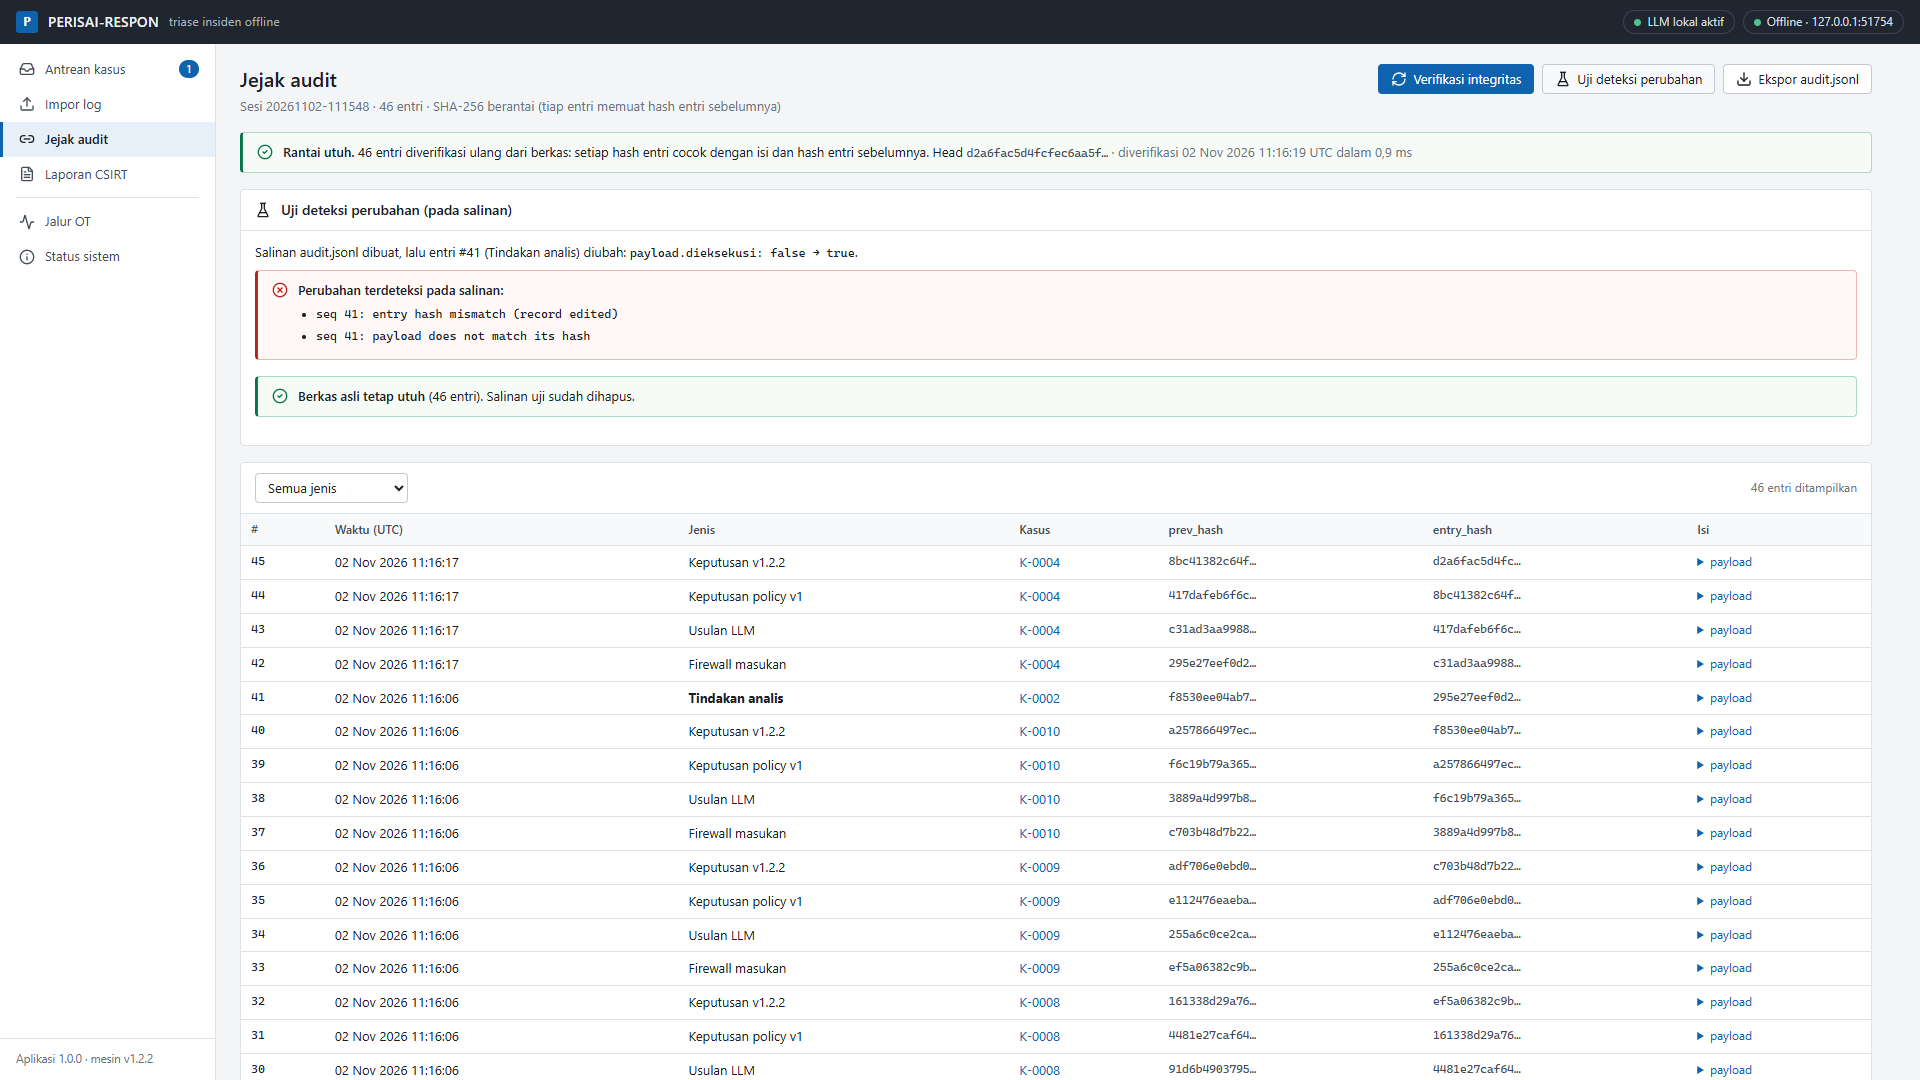 P PERISAI-RESPON triase insiden offline
LLM lokal aktif
Offline · 127.0.0.1:51754
Antrean kasus 1
Impor log
Jejak audit
Laporan CSIRT
Jalur OT
Status sistem
Aplikasi 1.0.0 · mesin v1.2.2
Jejak audit
Sesi 20261102-111548 · 46 entri · SHA-256 berantai (tiap entri memuat hash entri sebelumnya)
Verifikasi integritas
Uji deteksi perubahan
Ekspor audit.jsonl
Rantai utuh. 46 entri diverifikasi ulang dari berkas: setiap hash entri cocok dengan isi dan hash entri sebelumnya. Head d2a6fac5d4fcfec6aa5f… · diverifikasi 02 Nov 2026 11:16:19 UTC dalam 0,9 ms
Uji deteksi perubahan (pada salinan)
Salinan audit.jsonl dibuat, lalu entri #41 (Tindakan analis) diubah: payload.dieksekusi: false → true.
Perubahan terdeteksi pada salinan:
• seq 41: entry hash mismatch (record edited)
• seq 41: payload does not match its hash
Berkas asli tetap utuh (46 entri). Salinan uji sudah dihapus.
Semua jenis
46 entri ditampilkan
# Waktu (UTC) Jenis Kasus prev_hash entry_hash Isi
45 02 Nov 2026 11:16:17 Keputusan v1.2.2 K-0004 8bc41382c64f… d2a6fac5d4fc… payload
44 02 Nov 2026 11:16:17 Keputusan policy v1 K-0004 417dafeb6f6c… 8bc41382c64f… payload
43 02 Nov 2026 11:16:17 Usulan LLM K-0004 c31ad3aa9988… 417dafeb6f6c… payload
42 02 Nov 2026 11:16:17 Firewall masukan K-0004 295e27eef0d2… c31ad3aa9988… payload
41 02 Nov 2026 11:16:06 Tindakan analis K-0002 f8530ee04ab7… 295e27eef0d2… payload
40 02 Nov 2026 11:16:06 Keputusan v1.2.2 K-0010 a257866497ec… f8530ee04ab7… payload
39 02 Nov 2026 11:16:06 Keputusan policy v1 K-0010 f6c19b79a365… a257866497ec… payload
38 02 Nov 2026 11:16:06 Usulan LLM K-0010 3889a4d997b8… f6c19b79a365… payload
37 02 Nov 2026 11:16:06 Firewall masukan K-0010 c703b48d7b22… 3889a4d997b8… payload
36 02 Nov 2026 11:16:06 Keputusan v1.2.2 K-0009 adf706e0ebd0… c703b48d7b22… payload
35 02 Nov 2026 11:16:06 Keputusan policy v1 K-0009 e112476eaeba… adf706e0ebd0… payload
34 02 Nov 2026 11:16:06 Usulan LLM K-0009 255a6c0ce2ca… e112476eaeba… payload
33 02 Nov 2026 11:16:06 Firewall masukan K-0009 ef5a06382c9b… 255a6c0ce2ca… payload
32 02 Nov 2026 11:16:06 Keputusan v1.2.2 K-0008 161338d29a76… ef5a06382c9b… payload
31 02 Nov 2026 11:16:06 Keputusan policy v1 K-0008 4481e27caf64… 161338d29a76… payload
30 02 Nov 2026 11:16:06 Usulan LLM K-0008 91d6b4903795… 4481e27caf64… payload